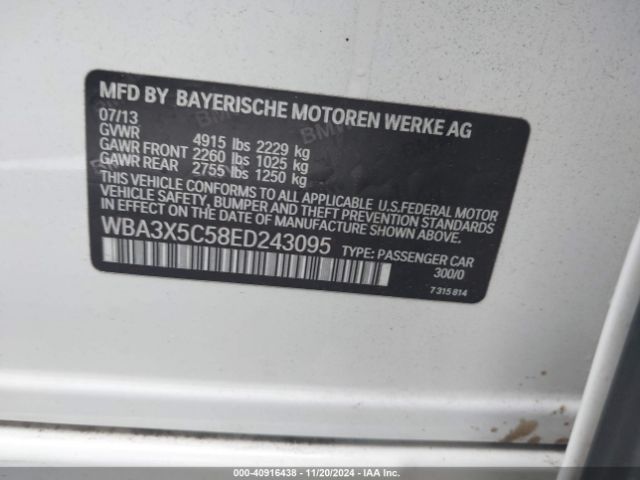 MFD BY BAYERISCHE MOTOREN WERKE AG
07/13
GVWR 4915 lbs 2229 kg
GAWR FRONT 2260 lbs 1025 kg
GAWR REAR 2755 lbs 1250 kg
THIS VEHICLE CONFORMS TO ALL APPLICABLE U.S.FEDERAL MOTOR
VEHICLE SAFETY, BUMPER AND THEFT PREVENTION STANDARDS
IN EFFECT ON THE DATE OF MANUFACTURE SHOWN ABOVE.
WBA3X5C58ED243095 TYPE: PASSENGER CAR
300/0
7 315 814
000-40916438 - 11/20/2024 - IAA Inc.